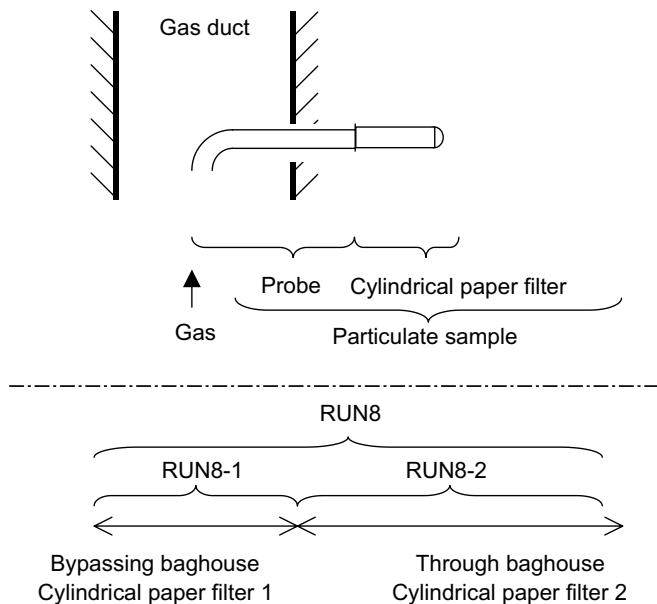 Gas duct
Probe
Cylindrical paper filter
Gas
Particulate sample
RUN8
RUN8-1
RUN8-2
Bypassing baghouse
Cylindrical paper filter 1
Through baghouse
Cylindrical paper filter 2